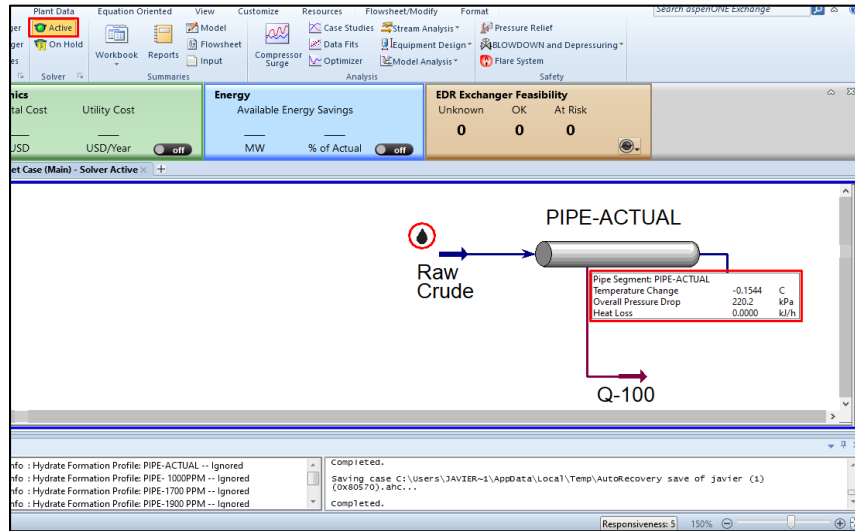 Plant Data Equation Oriented View Customize Resources Flowsheet/Modify Format Search aspenONE Exchange
Active
On Hold
Solver
Workbook
Reports
Model
Flowsheet
Input
Summaries
Compressor
Surge
Case Studies
Data Fits
Optimizer
Stream Analysis
Equipment Design
Model Analysis
Analysis
Pressure Relief
BLOWDOWN and Depressuring
Flare System
Safety
Utility Cost
USD/Year
off
Energy
Available Energy Savings
MW % of Actual off
EDR Exchanger Feasibility
Unknown OK At Risk
0 0 0
(Main) - Solver Active
PIPE-ACTUAL
Raw
Crude
Pipe Segment: PIPE-ACTUAL
Temperature Change -0.1544 C
Overall Pressure Drop 220.2 kPa
Heat Loss 0.0000 kJ/h
Q-100
: Hydrate Formation Profile: PIPE-ACTUAL -- Ignored
: Hydrate Formation Profile: PIPE- 1000PPM -- Ignored
: Hydrate Formation Profile: PIPE-1700 PPM -- Ignored
: Hydrate Formation Profile: PIPE-1900 PPM -- Ignored
Completed.
Saving case C:\Users\JAVIER~1\AppData\Local\Temp\AutoRecovery save of javier (1)
(0x80570).ahc...
Completed.
Responsiveness: 5 150%